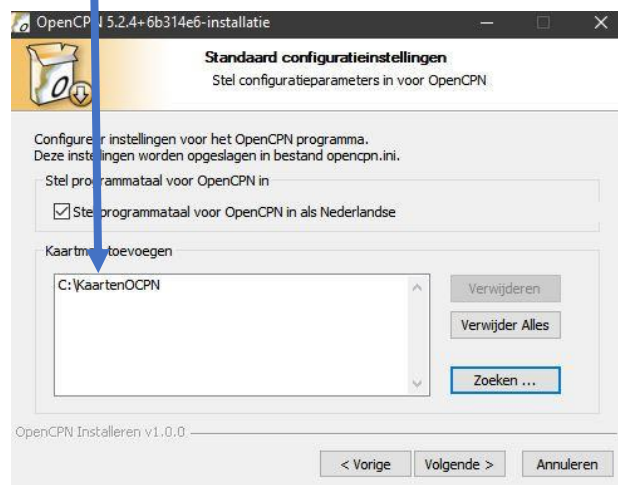 OpenCPN 5.2.4+6b314e6-installatie
Standaard configuratieinstellingen
Stel configuratieparameters in voor OpenCPN
Configureer instellingen voor het OpenCPN programma.
Deze instellingen worden opgeslagen in bestand opencpn.ini.
Stel programmataal voor OpenCPN in
Stel programmataal voor OpenCPN in als Nederlandse
Kaartmap toevoegen
C:\KaartenOCPN
Verwijderen
Verwijder Alles
Zoeken ...
OpenCPN Installeren v1.0.0
< Vorige
Volgende >
Annuleren